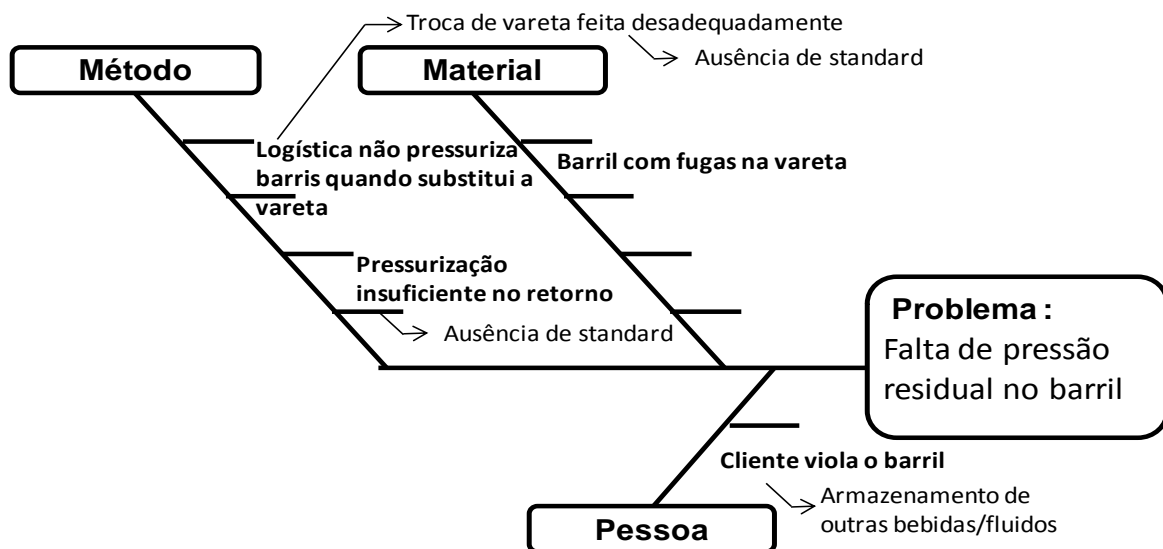 Troca de vareta feita desadequadamente
Ausência de standard
Método
Material
Logística não pressuriza
barris quando substitui a
vareta
Barril com fugas na vareta
Pressurização
insuficiente no retorno
Ausência de standard
Problema :
Falta de pressão
residual no barril
Cliente viola o barril
Armazenamento de
outras bebidas/fluidos
Pessoa